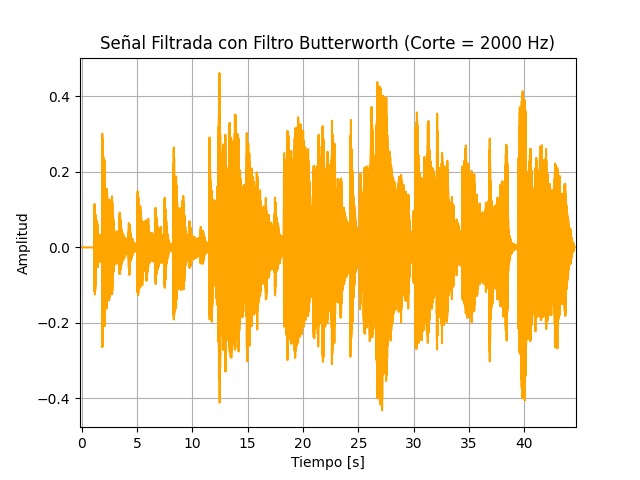 Señal Filtrada con Filtro Butterworth (Corte = 2000 Hz)
Amplitud
0.4
0.2
0.0
−0.2
−0.4
0 5 10 15 20 25 30 35 40
Tiempo [s]